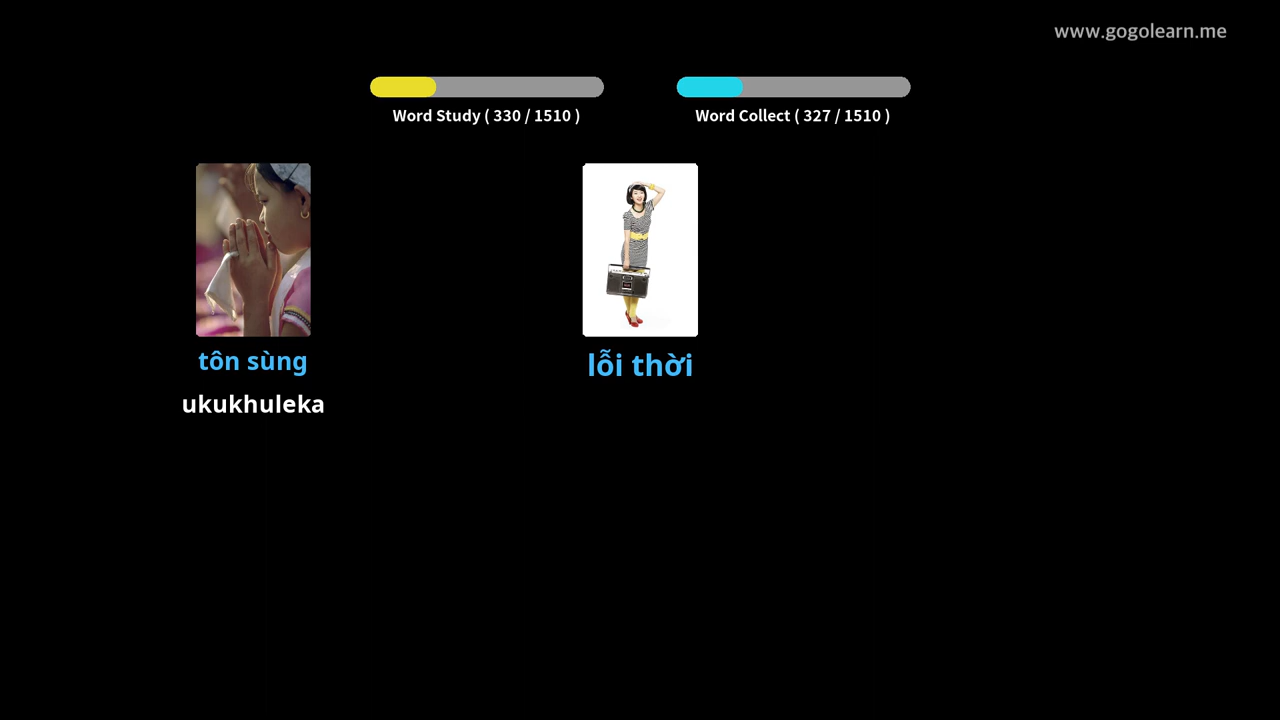 www.gogolearn.me
Word Study ( 330 / 1510 )
Word Collect ( 327 / 1510 )
tôn sùng
ukukhuleka
lỗi thời